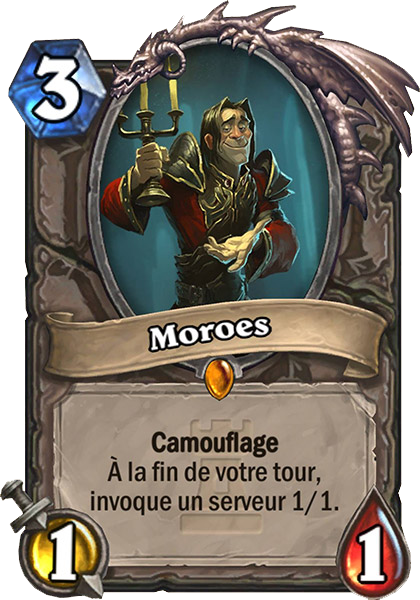 3
Moroes
Camouflage
À la fin de votre tour,
invoque un serveur 1/1.
1
1